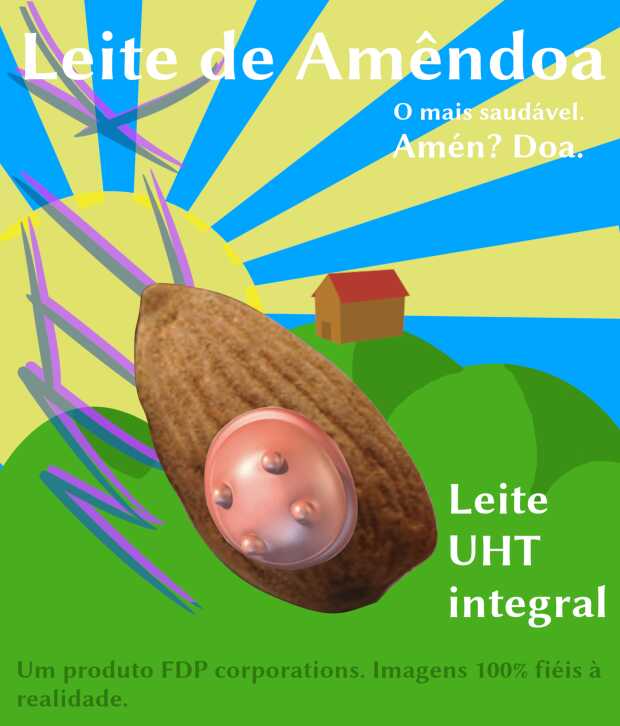 Leite de Amêndoa
O mais saudável.
Amén? Doa.
Leite
UHT
integral
Um produto FDP corporations. Imagens 100% fiéis à
realidade.